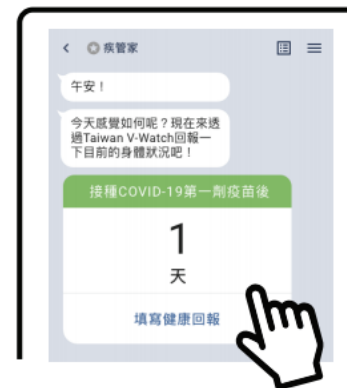 疾管家
午安！
今天感覺如何呢？現在來透
過Taiwan V-Watch回報一
下目前的身體狀況吧！
接種COVID-19第一劑疫苗後
1
天
填寫健康回報